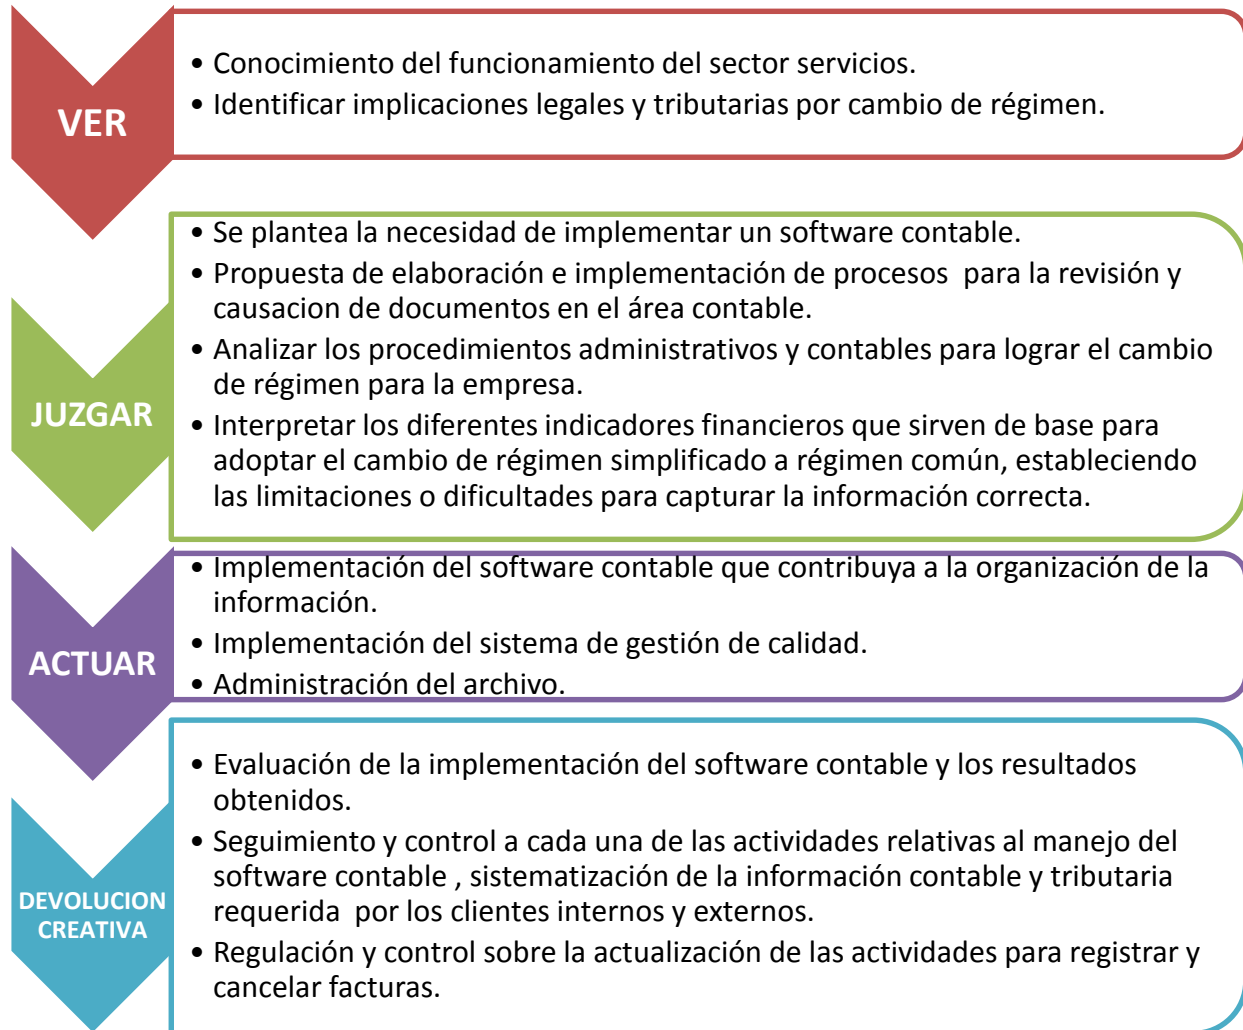 VER
• Conocimiento del funcionamiento del sector servicios.
• Identificar implicaciones legales y tributarias por cambio de régimen.
JUZGAR
• Se plantea la necesidad de implementar un software contable.
• Propuesta de elaboración e implementación de procesos  para la revisión y
causacion de documentos en el área contable.
• Analizar los procedimientos administrativos y contables para lograr el cambio
de régimen para la empresa.
• Interpretar los diferentes indicadores financieros que sirven de base para
adoptar el cambio de régimen simplificado a régimen común, estableciendo
las limitaciones o dificultades para capturar la información correcta.
ACTUAR
• Implementación del software contable que contribuya a la organización de la
información.
• Implementación del sistema de gestión de calidad.
• Administración del archivo.
DEVOLUCION
CREATIVA
• Evaluación de la implementación del software contable y los resultados
obtenidos.
• Seguimiento y control a cada una de las actividades relativas al manejo del
software contable , sistematización de la información contable y tributaria
requerida  por los clientes internos y externos.
• Regulación y control sobre la actualización de las actividades para registrar y
cancelar facturas.